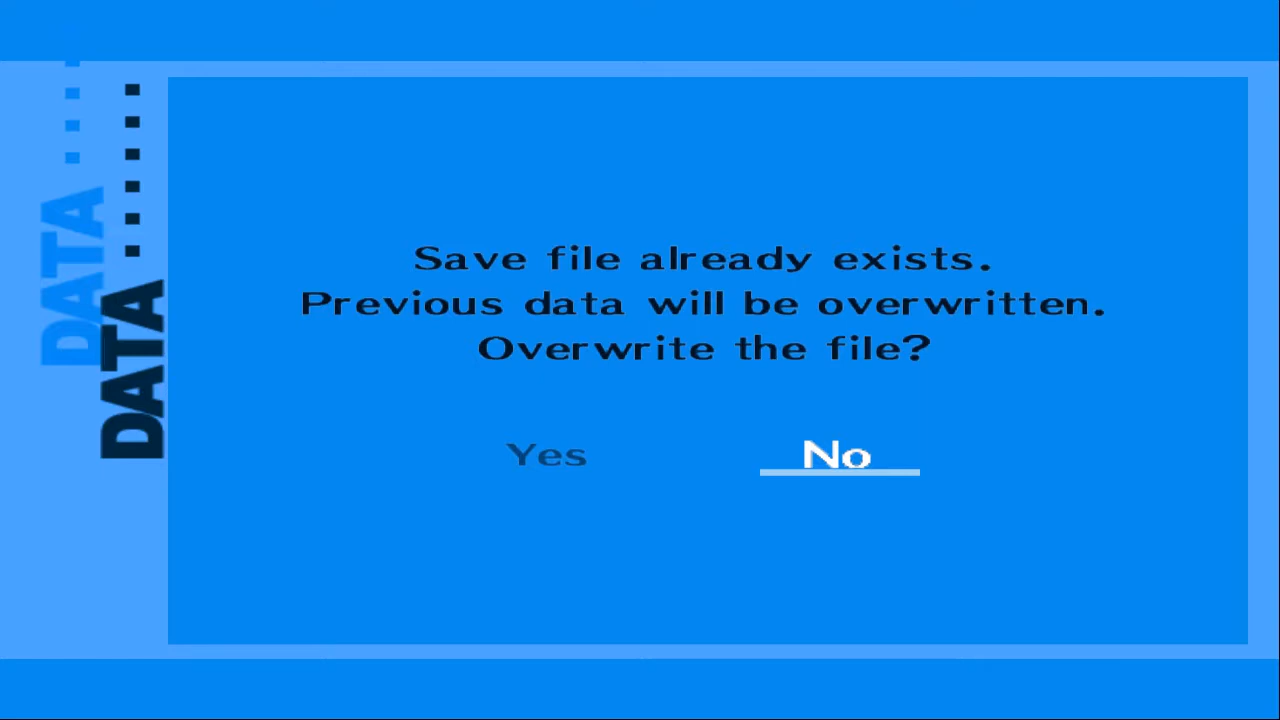 DATA
DATA
Save file already exists.
Previous data will be overwritten.
Overwrite the file?
Yes
No